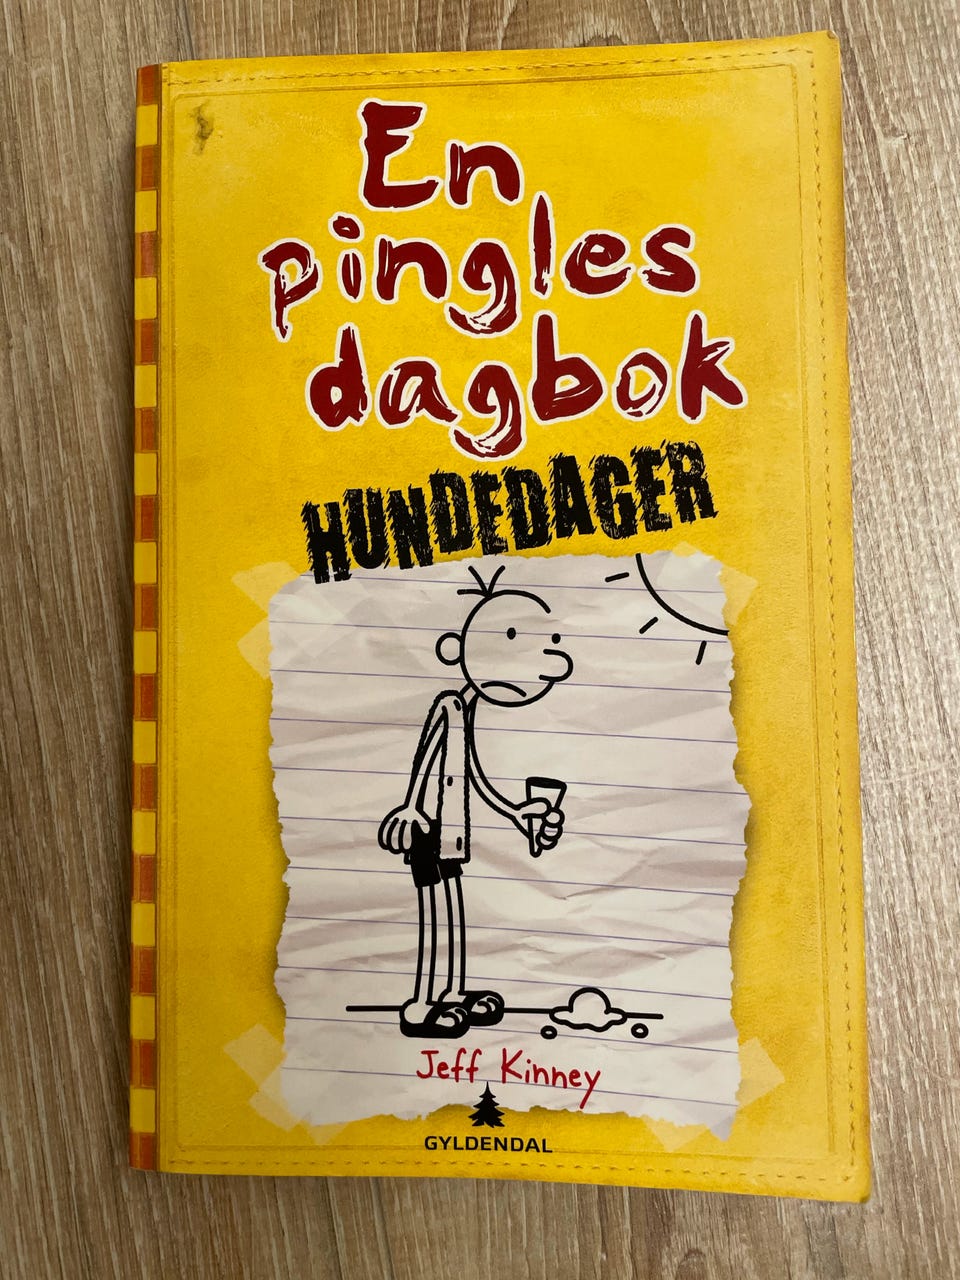 En
pingles
dagbok
HUNDEDAGER
Jeff Kinney
GYLDENDAL